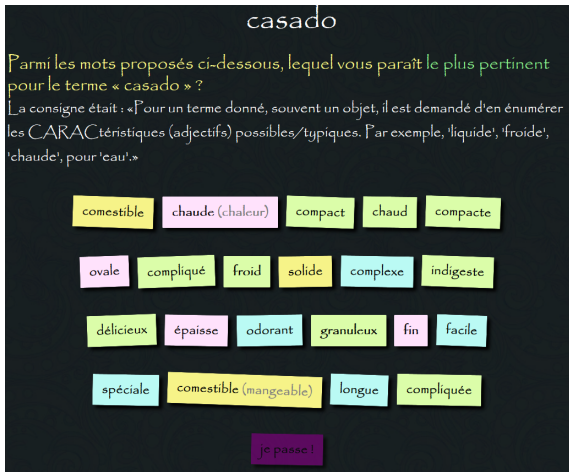 casado
Parmi les mots proposés ci-dessous, lequel vous paraît le plus pertinent
pour le terme « casado » ?
La consigne était : «Pour un terme donné, souvent un objet, il est demandé d'en énumérer
les CARACtéristiques (adjectifs) possibles/typiques. Par exemple, 'liquide', 'froide',
'chaude', pour 'eau'.»
comestible chaude (chaleur) compact chaud compacte
ovale compliqué froid solide complexe indigeste
délicieux épaisse odorant granuleux fin facile
spéciale comestible (mangeable) longue compliquée
je passe !